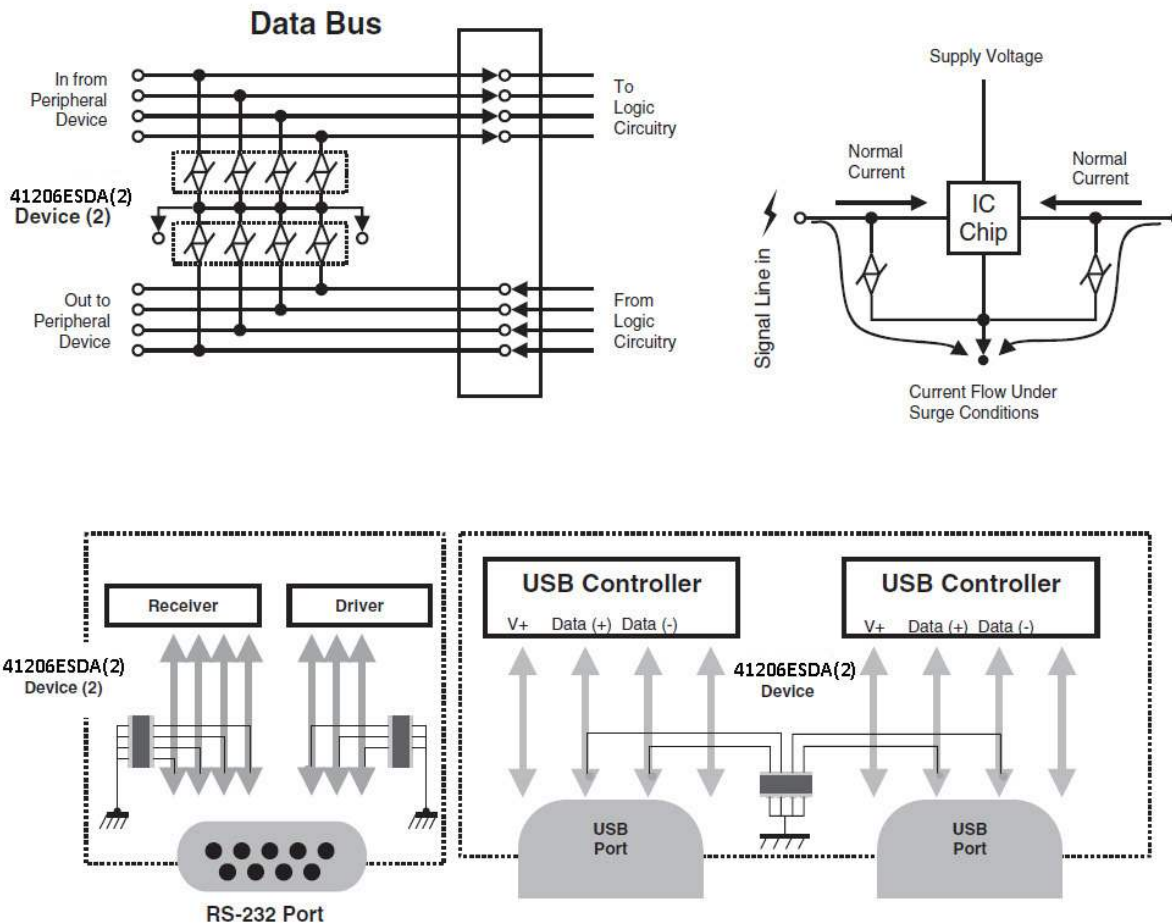 Data Bus
In from
Peripheral
Device
To
Logic
Circuitry
41206ESDA(2)
Device (2)
Out to
Peripheral
Device
From
Logic
Circuitry
Supply Voltage
Normal
Current
Normal
Current
IC
Chip
Signal Line in
Current Flow Under
Surge Conditions
Receiver
Driver
41206ESDA(2)
Device (2)
RS-232 Port
USB Controller
V+ Data (+) Data (-)
USB Controller
V+ Data (+) Data (-)
41206ESDA(2)
Device
USB
Port
USB
Port